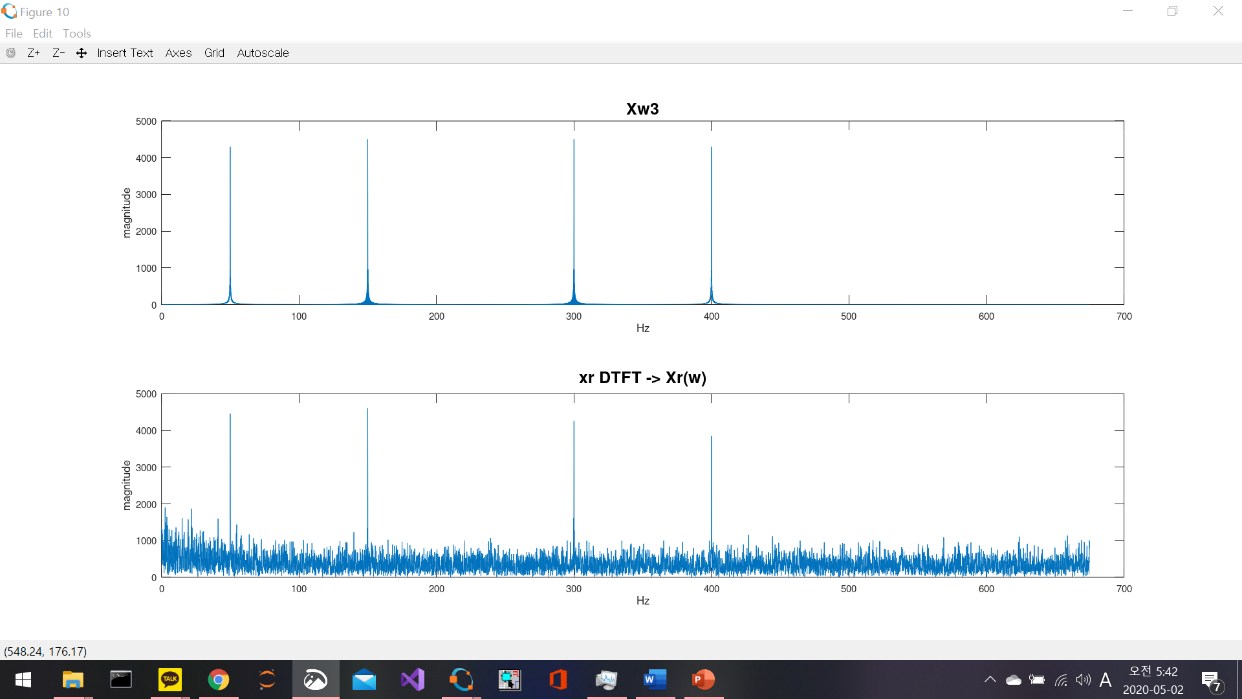 Figure 10
File Edit Tools
Z+ Z- Insert Text Axes Grid Autoscale
Xw3
5000
4000
3000
2000
1000
0
magnitude
0 100 200 300 400 500 600 700
Hz
xr DTFT -> Xr(w)
5000
4000
3000
2000
1000
0
magnitude
0 100 200 300 400 500 600 700
Hz
(548.24, 176.17)
TALK
W
P
A
오전 5:42
2020-05-02
7